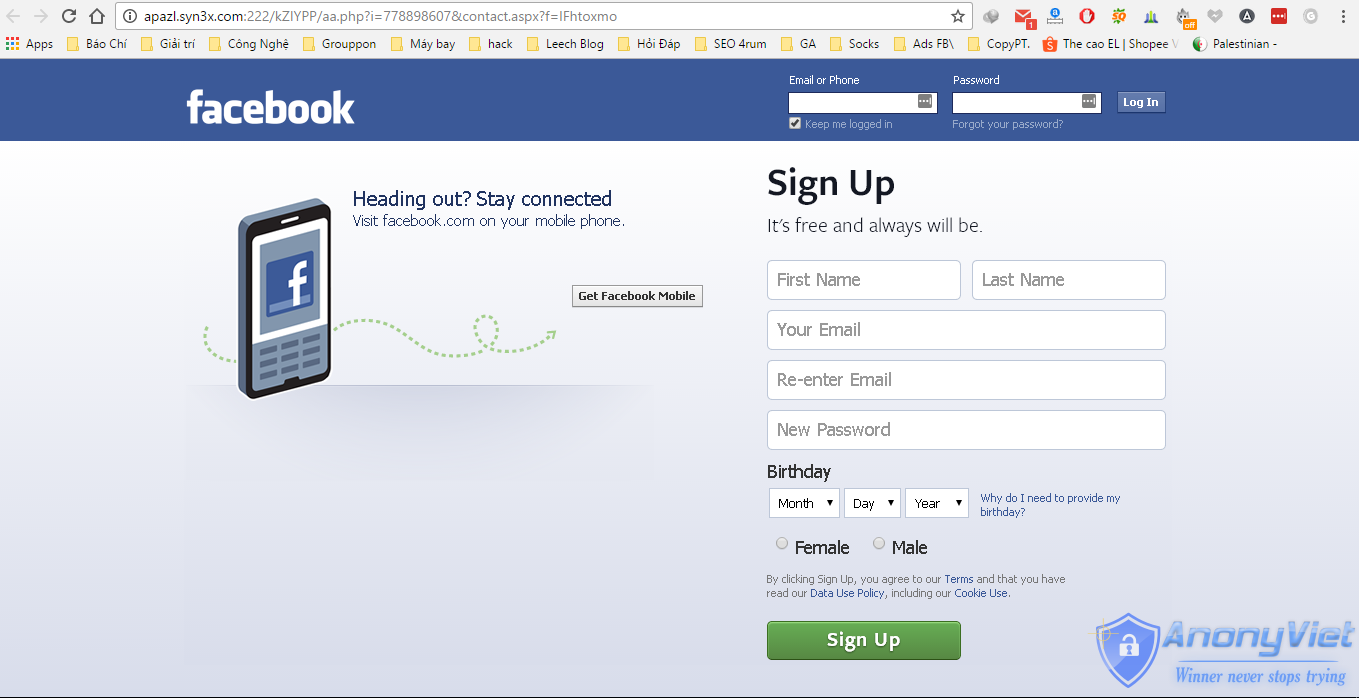 apazl.syn3x.com:222/kZlYPP/aa.php?i=778898607&contact.aspx?f=IFhtoxmo
1
off
Apps Báo Chí Giải trí Công Nghệ Grouppon Máy bay hack Leech Blog Hỏi Đáp SEO 4rum GA Socks Ads FB\ CopyPT. The cao EL | Shopee V Palestinian -
Email or Phone Password
facebook
Log In
Keep me logged in Forgot your password?
Sign Up
Heading out? Stay connected
Visit facebook.com on your mobile phone.
It's free and always will be.
First Name Last Name
Get Facebook Mobile
Your Email
Re-enter Email
New Password
Birthday
Month Day Year
Why do I need to provide my
birthday?
Female Male
By clicking Sign Up, you agree to our Terms and that you have
read our Data Use Policy, including our Cookie Use.
Sign Up
AnonyViet
Winner never stops trying